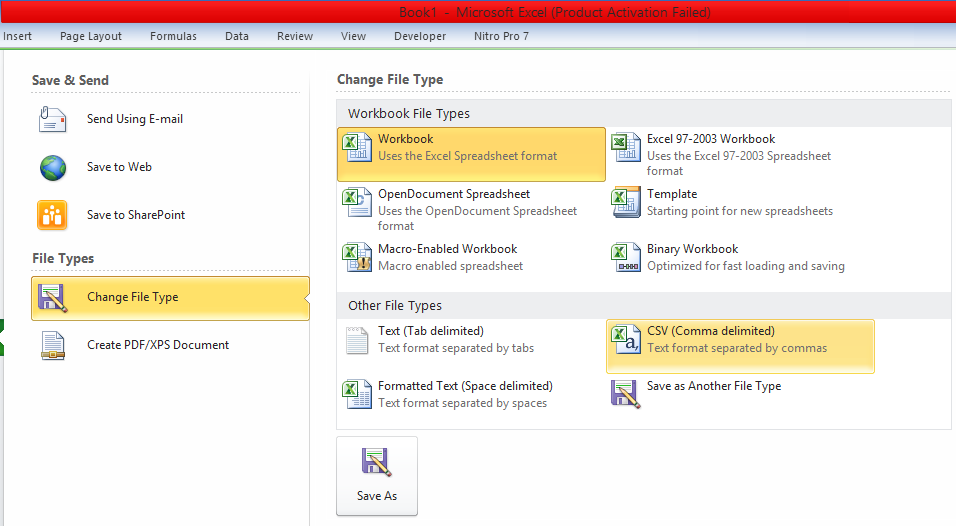 Book1 - Microsoft Excel (Product Activation Failed)
Insert Page Layout Formulas Data Review View Developer Nitro Pro 7
Save & Send
Send Using E-mail
Save to Web
Save to SharePoint
File Types
Change File Type
Create PDF/XPS Document
Change File Type
Workbook File Types
Workbook
Uses the Excel Spreadsheet format
Excel 97-2003 Workbook
Uses the Excel 97-2003 Spreadsheet
format
OpenDocument Spreadsheet
Uses the OpenDocument Spreadsheet
format
Template
Starting point for new spreadsheets
Macro-Enabled Workbook
Macro enabled spreadsheet
Binary Workbook
Optimized for fast loading and saving
Other File Types
Text (Tab delimited)
Text format separated by tabs
CSV (Comma delimited)
Text format separated by commas
Formatted Text (Space delimited)
Text format separated by spaces
Save as Another File Type
Save As